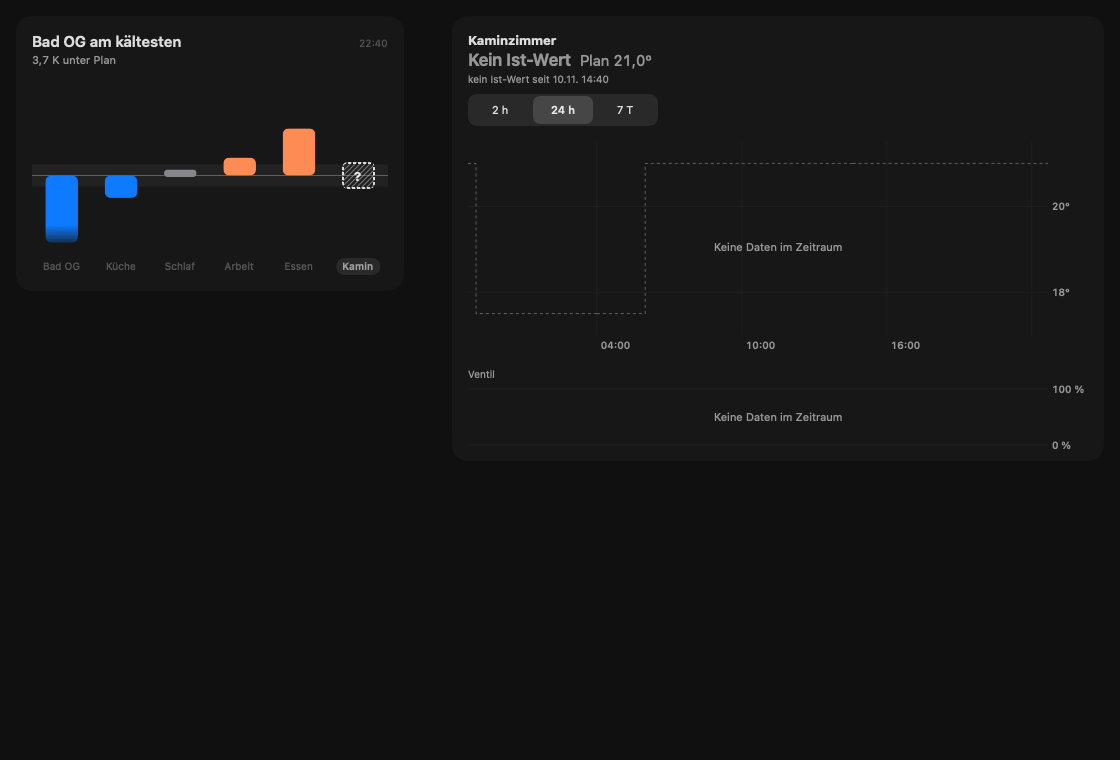 Bad OG am kältesten
22:40
3,7 K unter Plan
?
Bad OG Küche Schlaf Arbeit Essen Kamin
Kaminzimmer
Kein Ist-Wert Plan 21,0°
kein Ist-Wert seit 10.11. 14:40
2 h 24 h 7 T
20°
Keine Daten im Zeitraum
18°
04:00 10:00 16:00
Ventil
100 %
Keine Daten im Zeitraum
0 %